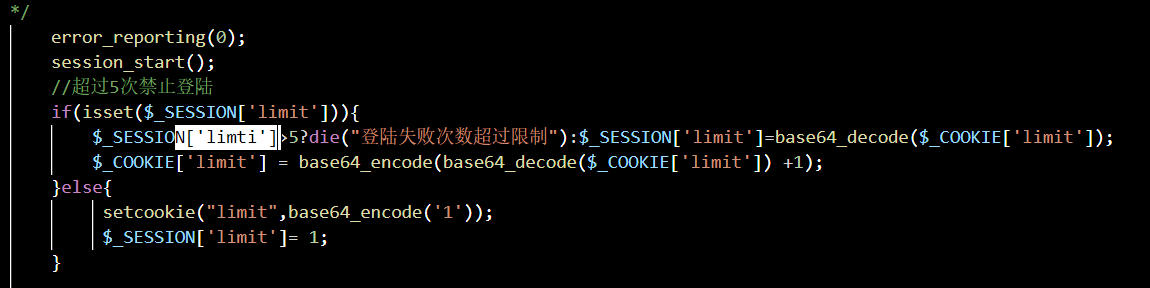 */
error_reporting(0);
session_start();
//超过5次禁止登陆
if(isset($_SESSION['limit'])){
$_SESSION['limti']>5?die("登陆失败次数超过限制"):$_SESSION['limit']=base64_decode($_COOKIE['limit']);
$_COOKIE['limit'] = base64_encode(base64_decode($_COOKIE['limit']) +1);
}else{
setcookie("limit",base64_encode('1'));
$_SESSION['limit']= 1;
}